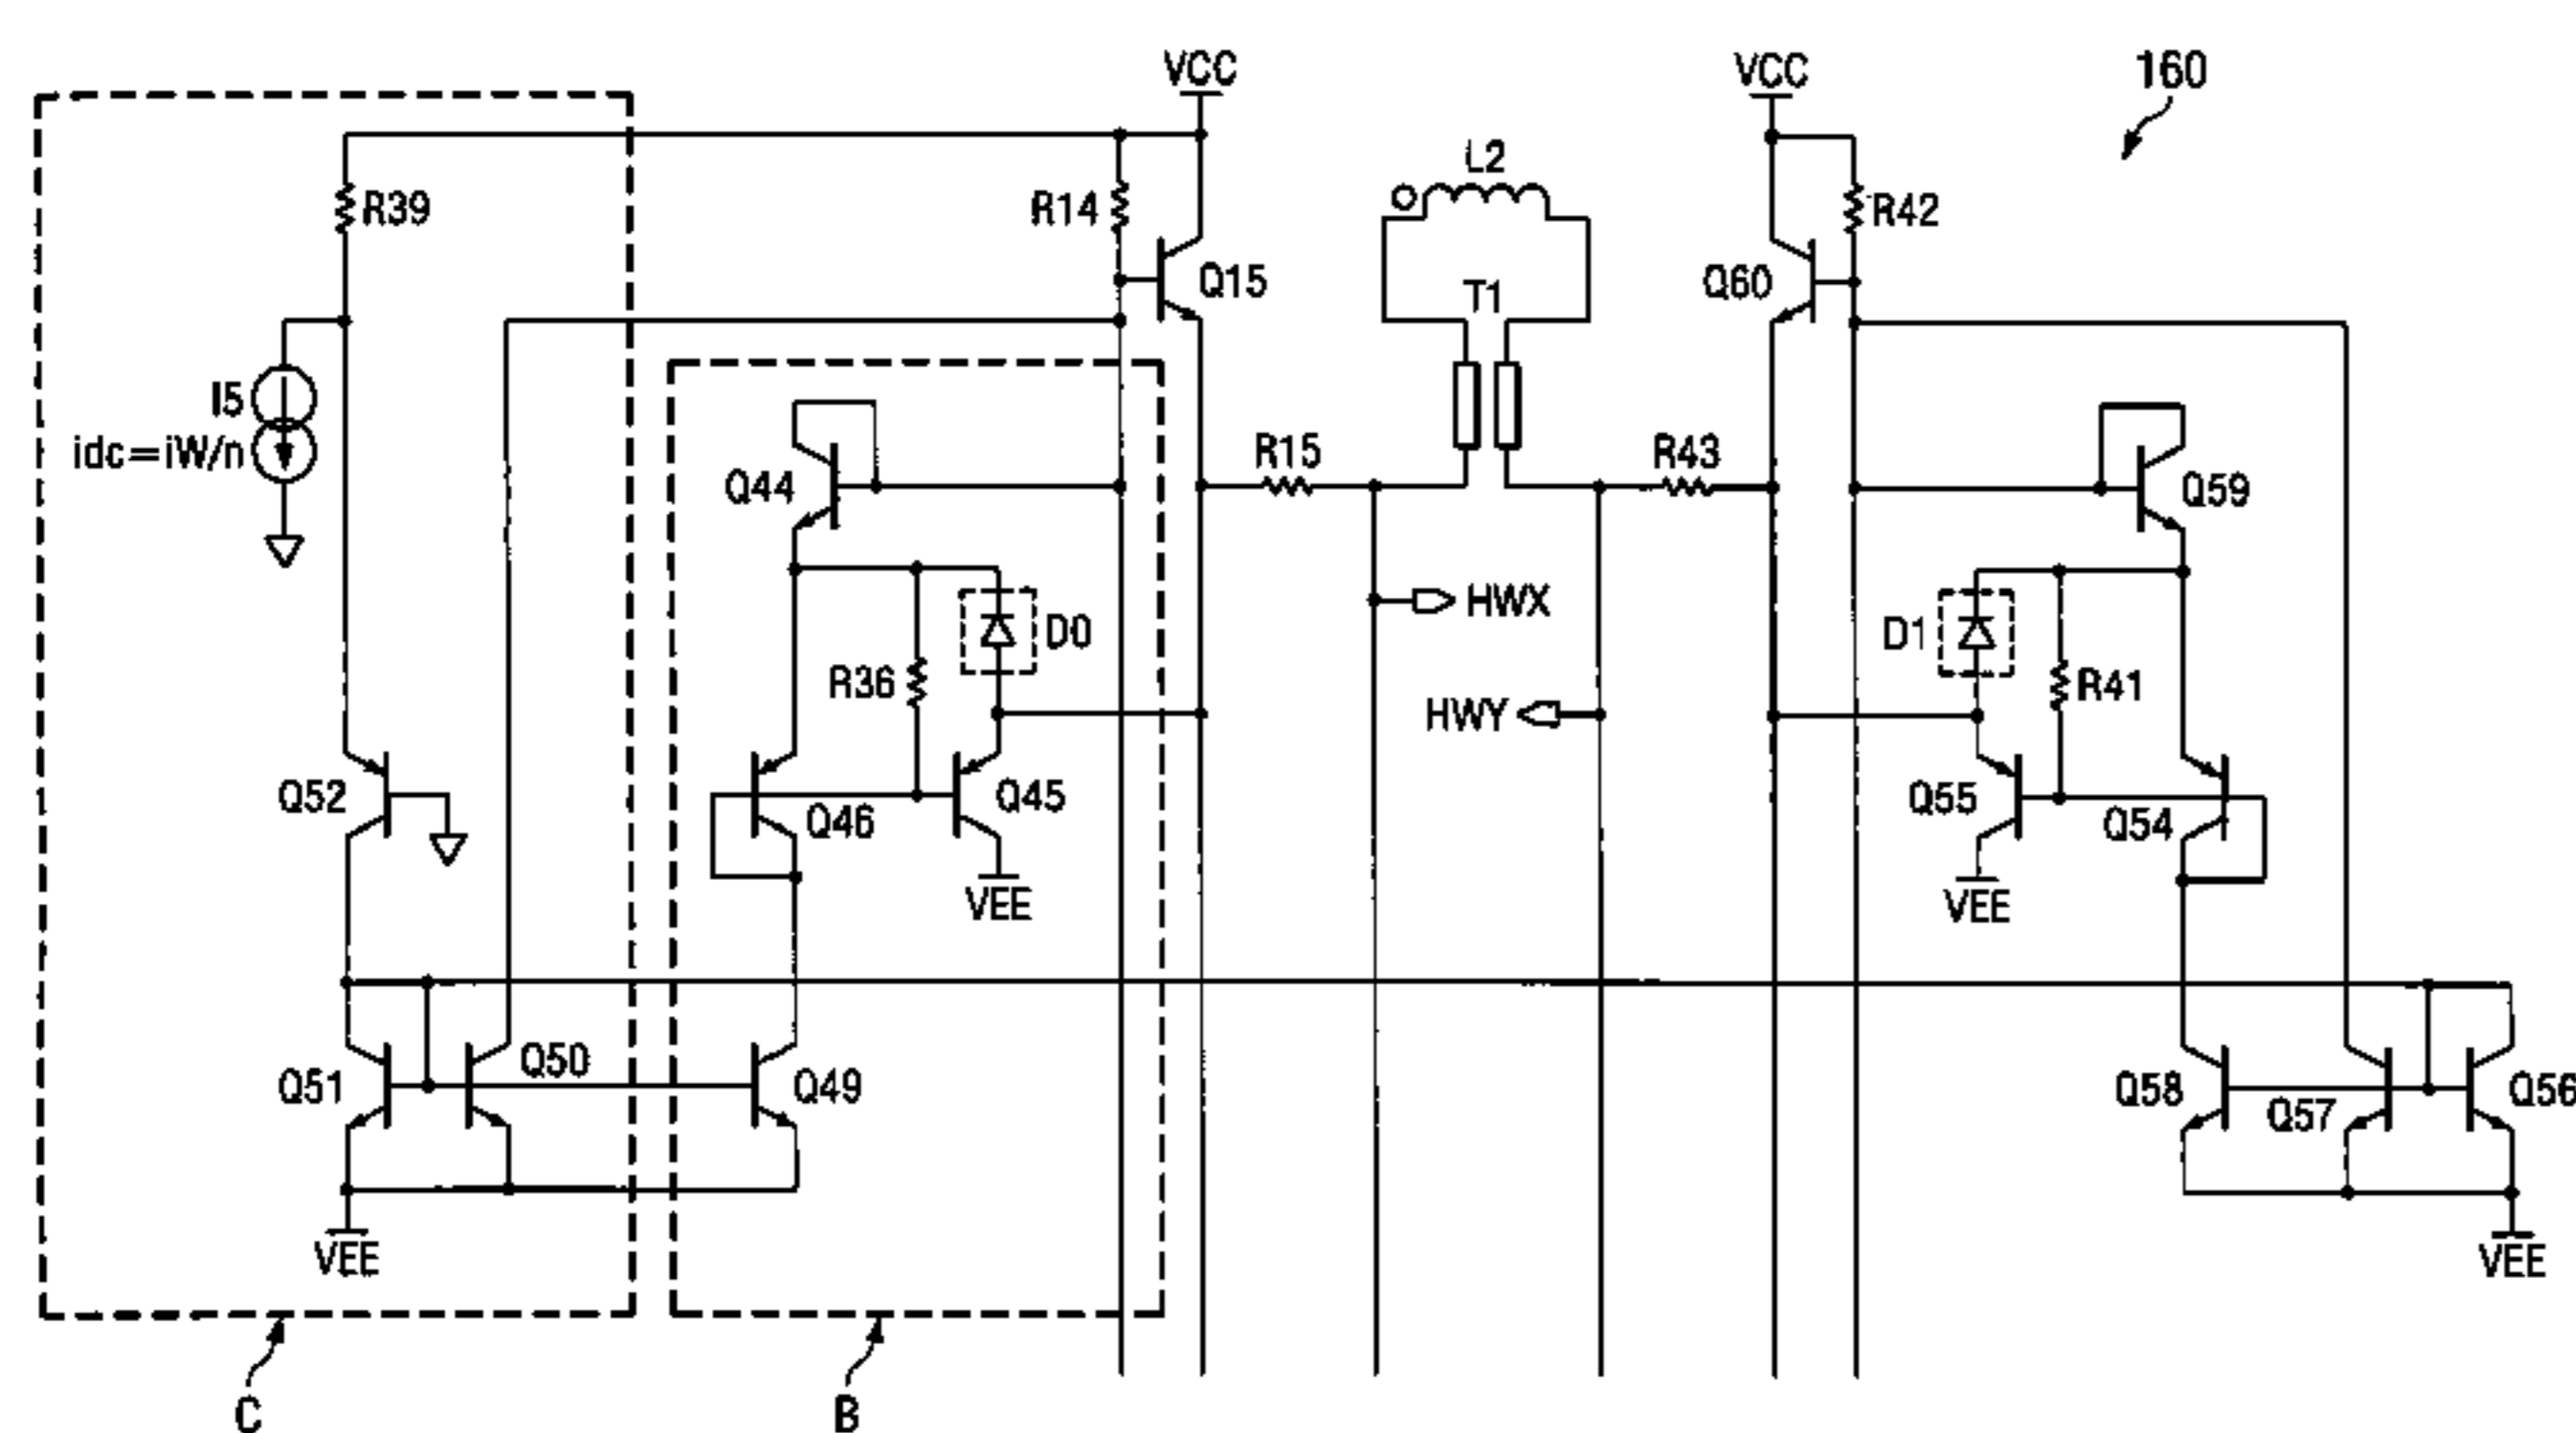 VCC
VCC
160
L2
R39
R14
R42
Q15
T1
Q60
I5
idc=iW/n
R15
R43
Q44
Q59
HWX
D0
D1
R36
R41
HWY
Q52
Q46
Q45
Q55
Q54
VEE
VEE
Q51
Q50
Q49
Q58
Q57
Q56
VEE
VEE
C
B